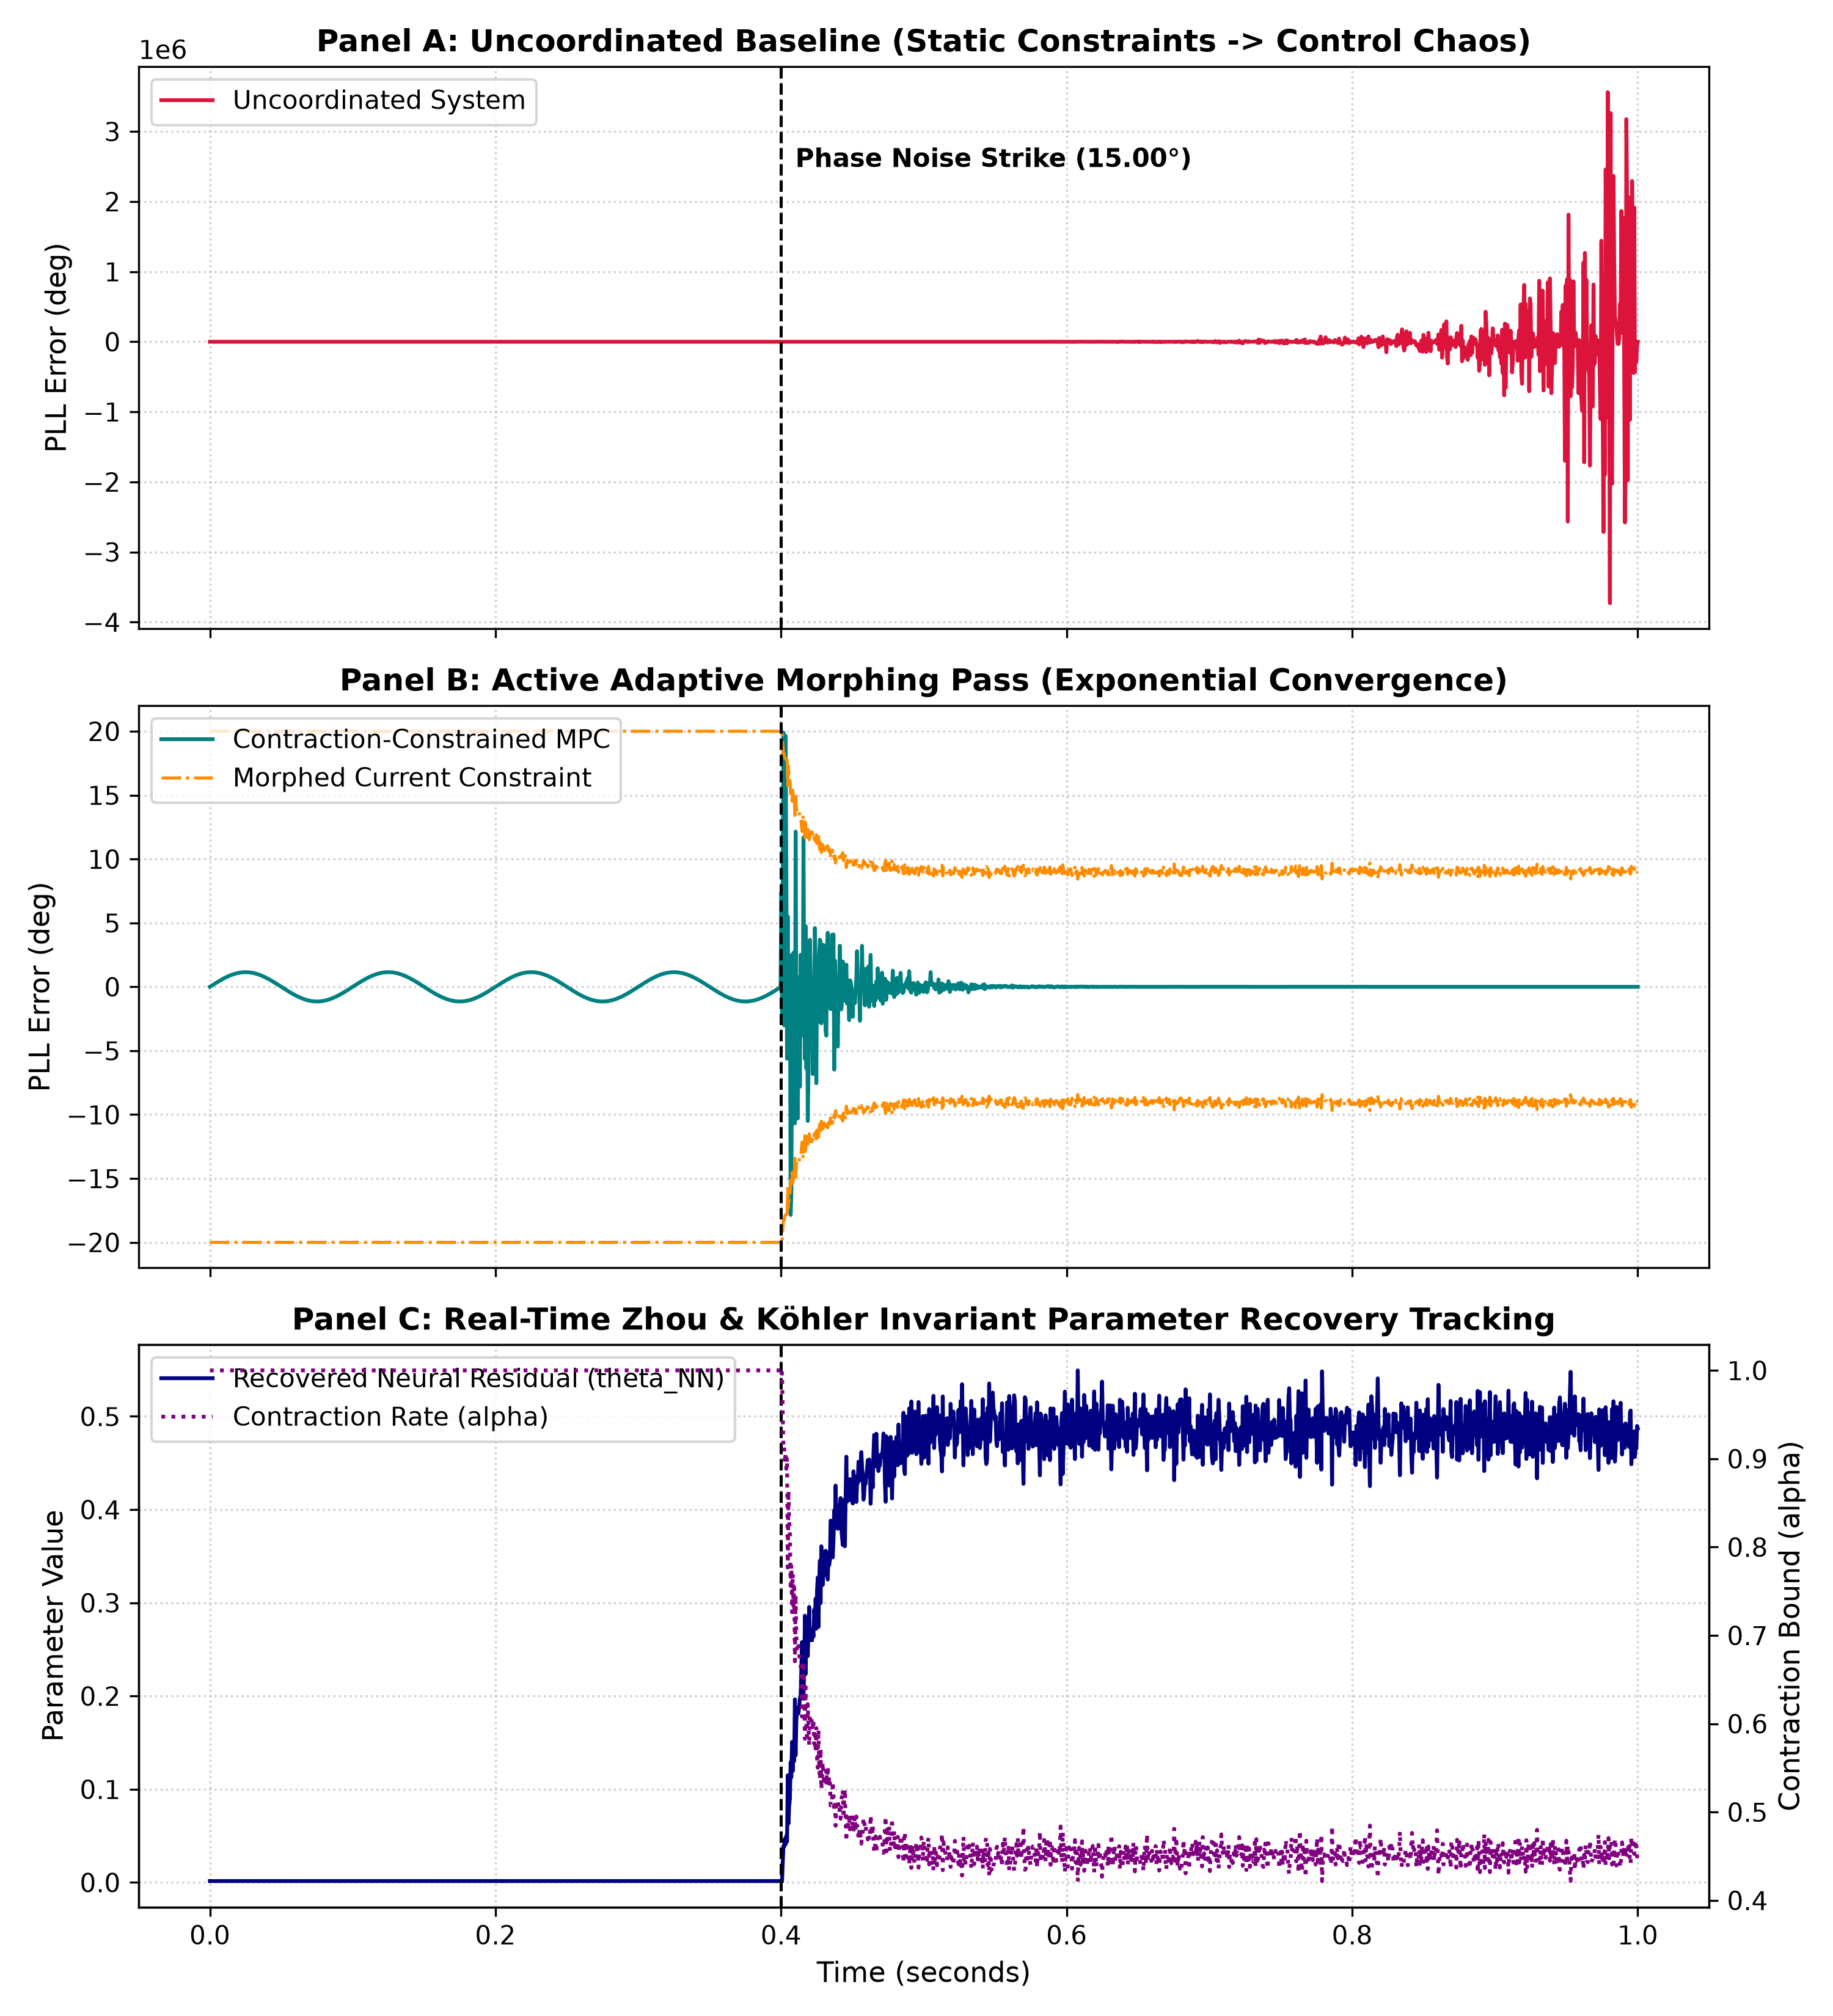 Panel A: Uncoordinated Baseline (Static Constraints -> Control Chaos)
1e6
Uncoordinated System
Phase Noise Strike (15.00°)
PLL Error (deg)
3
2
1
0
−1
−2
−3
−4
Panel B: Active Adaptive Morphing Pass (Exponential Convergence)
Contraction-Constrained MPC
Morphed Current Constraint
PLL Error (deg)
20
15
10
5
0
−5
−10
−15
−20
Panel C: Real-Time Zhou & Köhler Invariant Parameter Recovery Tracking
Recovered Neural Residual (theta_NN)
Contraction Rate (alpha)
Parameter Value
0.5
0.4
0.3
0.2
0.1
0.0
1.0
0.9
0.8
0.7
0.6
0.5
0.4
Contraction Bound (alpha)
0.0 0.2 0.4 0.6 0.8 1.0
Time (seconds)